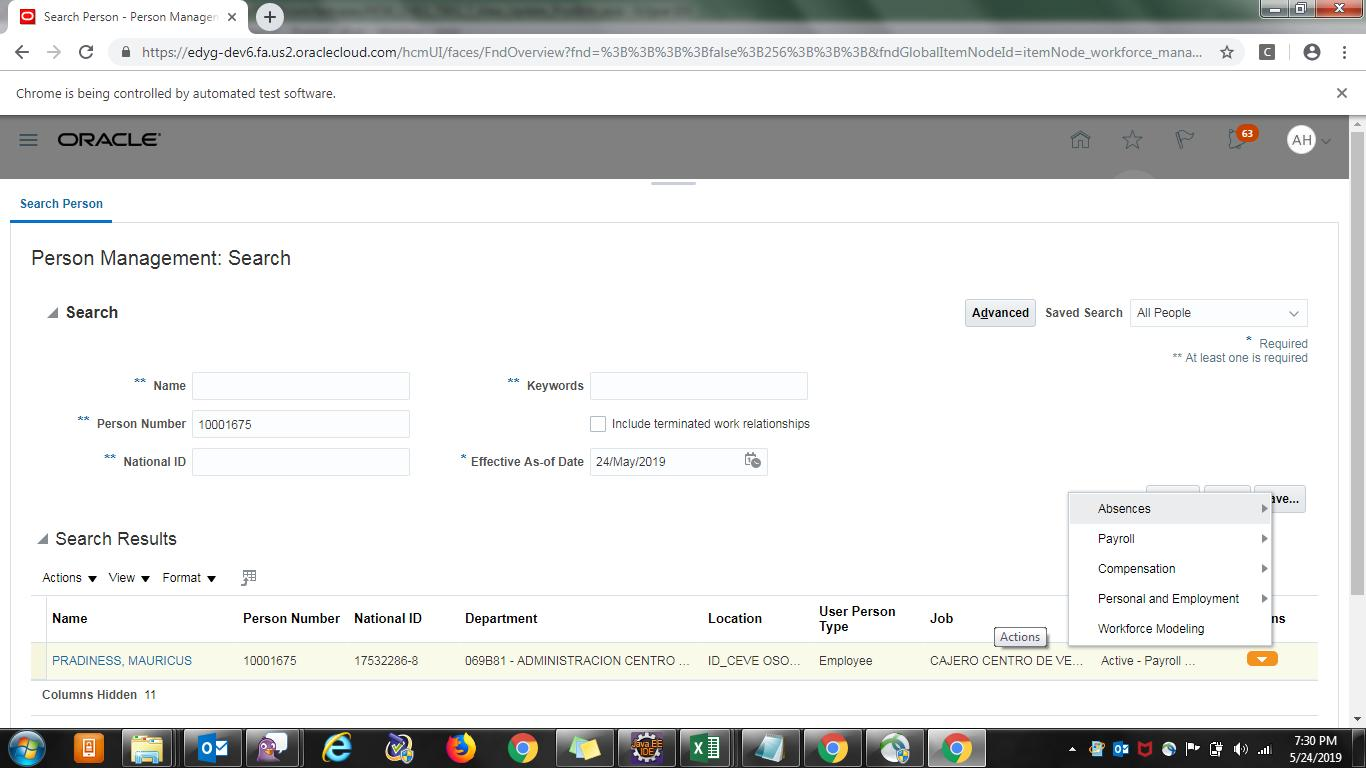 Search Person - Person Managem
https://edyg-dev6.fa.us2.oraclecloud.com/hcmUI/faces/FndOverview?fnd=%3B%3B%3B%3Bfalse%3B256%3B%3B%3B&fndGlobalItemNodeId=itemNode_workforce_mana...
C
Chrome is being controlled by automated test software.
ORACLE
63
AH
Search Person
Person Management: Search
Search
Advanced
Saved Search
All People
* Required
** At least one is required
** Name
** Keywords
** Person Number
10001675
Include terminated work relationships
** National ID
* Effective As-of Date
24/May/2019
ave...
Absences
Payroll
Compensation
Personal and Employment
Workforce Modeling
Search Results
Actions View Format
Name Person Number National ID Department Location User Person Type Job ns
Actions
PRADINESS, MAURICUS 10001675 17532286-8 069B81 - ADMINISTRACION CENTRO ... ID_CEVE OSO... Employee CAJERO CENTRO DE VE... Active - Payroll ...
Columns Hidden 11
Java EE
IDE
7:30 PM
5/24/2019